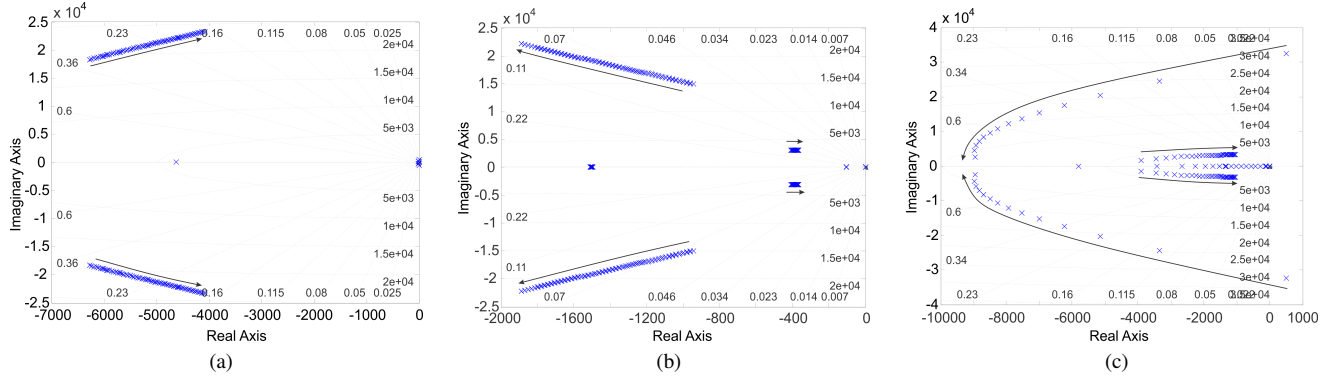 x 10⁴
2.5
2
1.5
1
0.5
0
-0.5
-1
-1.5
-2
-2.5
Imaginary Axis
0.23 0.16 0.115 0.08 0.05 0.025
2e+04
0.36
1.5e+04
1e+04
0.6
5e+03
5e+03
0.6
1e+04
1.5e+04
0.36
2e+04
0.23 0.16 0.115 0.08 0.05 0.025
-7000 -6000 -5000 -4000 -3000 -2000 -1000 0
Real Axis
(a)
x 10⁴
2.5
2
1.5
1
0.5
0
-0.5
-1
-1.5
-2
-2.5
Imaginary Axis
0.07 0.046 0.034 0.023 0.014 0.007
2e+04
0.11
1.5e+04
1e+04
0.22
5e+03
5e+03
0.22
1e+04
1.5e+04
0.11
2e+04
0.07 0.046 0.034 0.023 0.014 0.007
-2000 -1600 -1200 -800 -400 0
Real Axis
(b)
x 10⁴
4
3
2
1
0
-1
-2
-3
-4
Imaginary Axis
0.23 0.16 0.115 0.08 0.05
3e+04
0.34
2.5e+04
2e+04
1.5e+04
0.6
1e+04
5e+03
5e+03
1e+04
0.6
1.5e+04
2e+04
2.5e+04
0.34
3e+04
0.23 0.16 0.115 0.08 0.05
-10000 -8000 -6000 -4000 -2000 0 1000
Real Axis
(c)